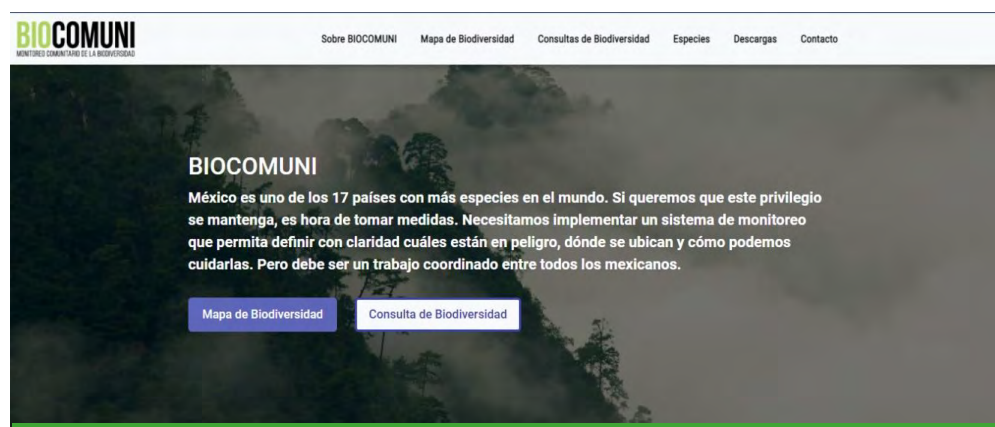 BIOCOMUNI
MONITOREO COMUNITARIO DE LA BIODIVERSIDAD
Sobre BIOCOMUNI Mapa de Biodiversidad Consultas de Biodiversidad Especies Descargas Contacto
BIOCOMUNI
México es uno de los 17 países con más especies en el mundo. Si queremos que este privilegio
se mantenga, es hora de tomar medidas. Necesitamos implementar un sistema de monitoreo
que permita definir con claridad cuáles están en peligro, dónde se ubican y cómo podemos
cuidarlas. Pero debe ser un trabajo coordinado entre todos los mexicanos.
Mapa de Biodiversidad Consulta de Biodiversidad